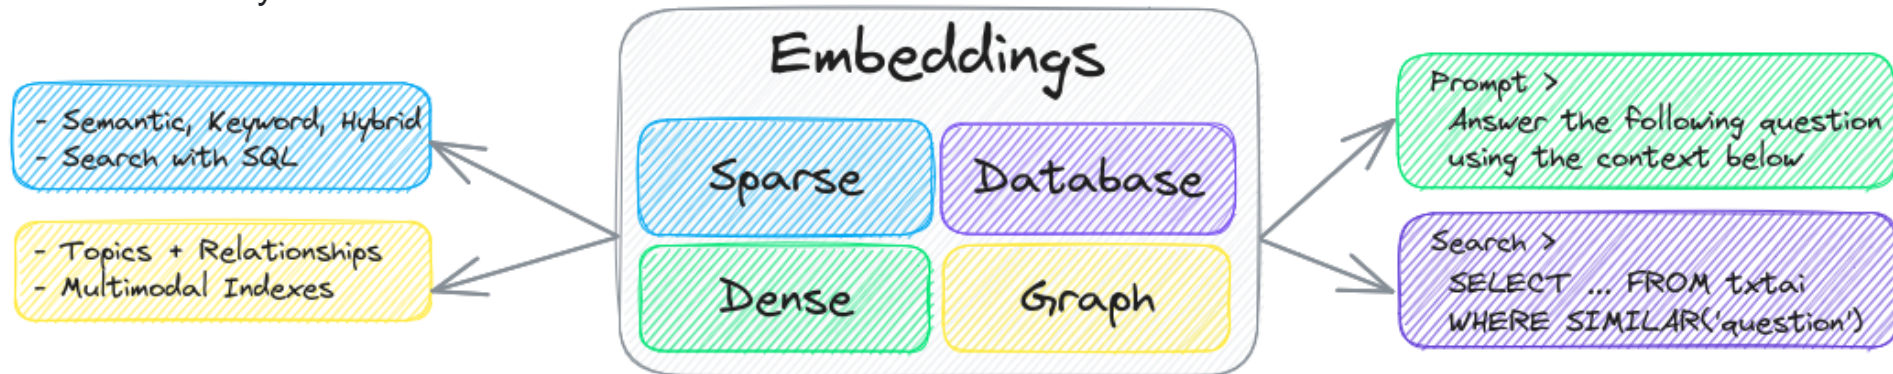 Embeddings
- Semantic, Keyword, Hybrid
- Search with SQL
- Topics + Relationships
- Multimodal Indexes
Sparse
Database
Dense
Graph
Prompt >
Answer the following question
using the context below
Search >
SELECT ... FROM txtai
WHERE SIMILAR('question')